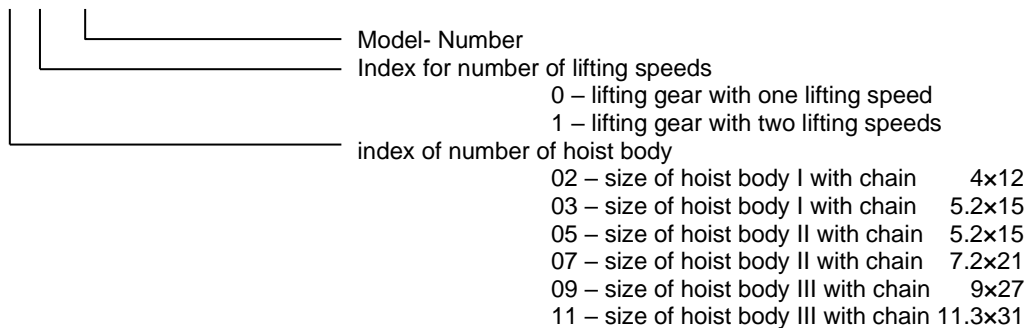 Model- Number
Index for number of lifting speeds
0 – lifting gear with one lifting speed
1 – lifting gear with two lifting speeds
index of number of hoist body
02 – size of hoist body I with chain 4×12
03 – size of hoist body I with chain 5.2×15
05 – size of hoist body II with chain 5.2×15
07 – size of hoist body II with chain 7.2×21
09 – size of hoist body III with chain 9×27
11 – size of hoist body III with chain 11.3×31